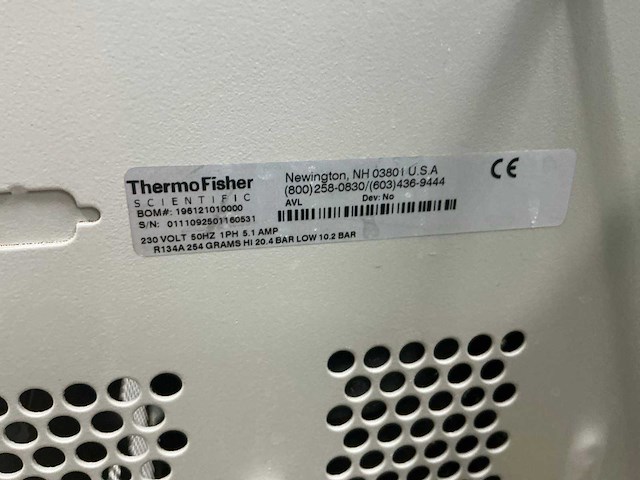 ThermoFisher
SCIENTIFIC
BOM#: 196121010000
S/N: 0111092501160531
230 VOLT 50HZ 1PH 5.1 AMP
R134A 254 GRAMS HI 20.4 BAR LOW 10.2 BAR
Newington, NH 03801 U.S.A
(800)258-0830/(603)436-9444
AVL Dev: No
CE